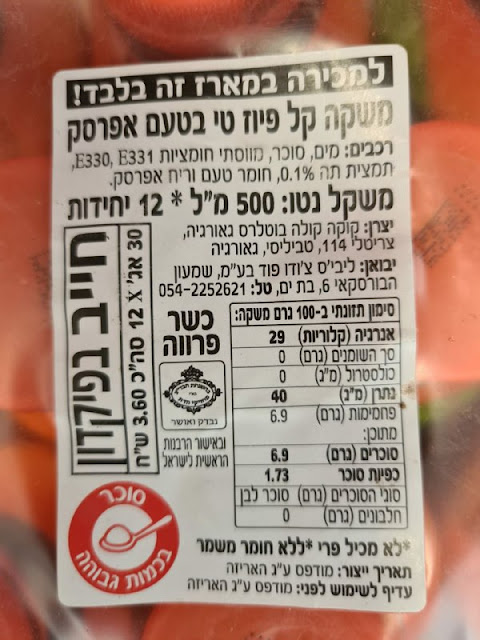 למכירה במארז זה בלבד!
משקה קל פיוז טי בטעם אפרסק
רכבים: מים, סוכר, מווסתי חומציות E330, E331,
תמצית תה 0.1%, חומר טעם וריח אפרסק.
משקל נטו: 500 מ"ל * 12 יחידות
יצרן: קוקה קולה בוטלרס גאורגיה,
צריטלי 114, טביליסי, גאורגיה
יבואן: ליבי'ס צ'ודו פוד בע"מ, שמעון
הבורסקאי 6, בת ים, טל: 054-2252621
חייב בפיקדון
30 אג' X 12 סה"כ 3.60 ש"ח
כשר
פרווה
נבדק ומאושר
ובאישור הרבנות
הראשית לישראל
סימון תזונתי ב-100 גרם משקה:
אנרגיה (קלוריות) 29
סך השומנים (גרם) 0
כולסטרול (מ"ג) 0
נתרן (מ"ג) 40
פחמימות (גרם) 6.9
מתוכן:
סוכרים (גרם) 6.9
כפיות סוכר 1.73
סוגי הסוכרים (גרם) סוכר לבן
חלבונים (גרם) 0
סוכר
בכמות גבוהה
*לא מכיל פרי *ללא חומר משמר
תאריך ייצור: מודפס ע"ג האריזה
עדיף לשימוש לפני: מודפס ע"ג האריזה